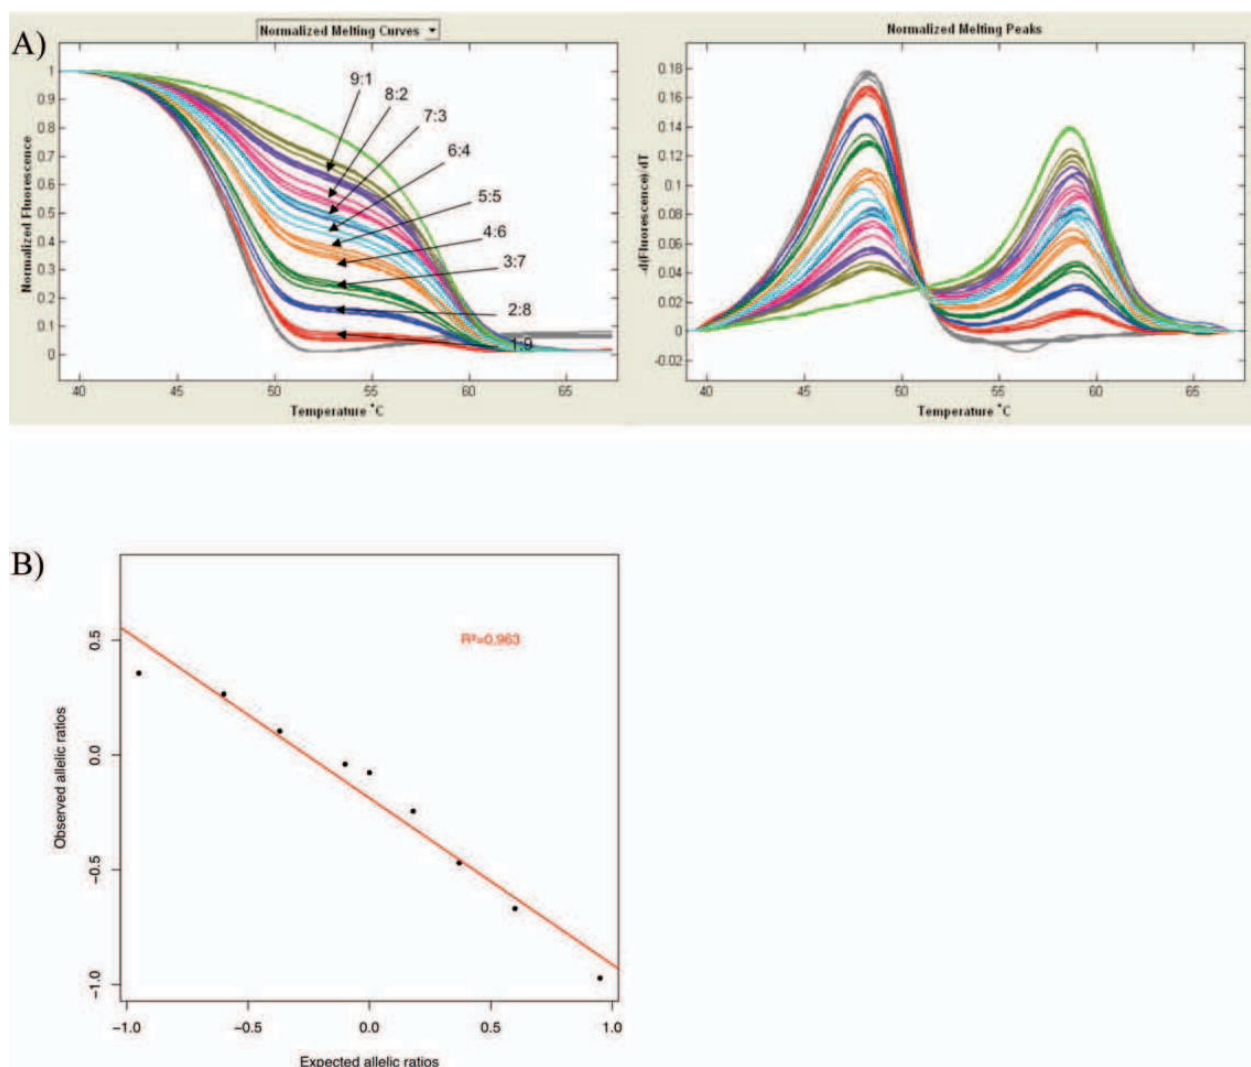 A)
Normalized Melting Curves
Normalized Fluorescence
1
0.9
0.8
0.7
0.6
0.5
0.4
0.3
0.2
0.1
0
9:1
8:2
7:3
6:4
5:5
4:6
3:7
2:8
1:9
40 45 50 55 60 65
Temperature °C
Normalized Melting Peaks
-d(Fluorescence)/dT
0.18
0.16
0.14
0.12
0.1
0.08
0.06
0.04
0.02
0
-0.02
40 45 50 55 60 65
Temperature °C
B)
R²=0.963
Observed allelic ratios
0.5
0.0
−0.5
−1.0
−1.0 −0.5 0.0 0.5 1.0
Expected allelic ratios